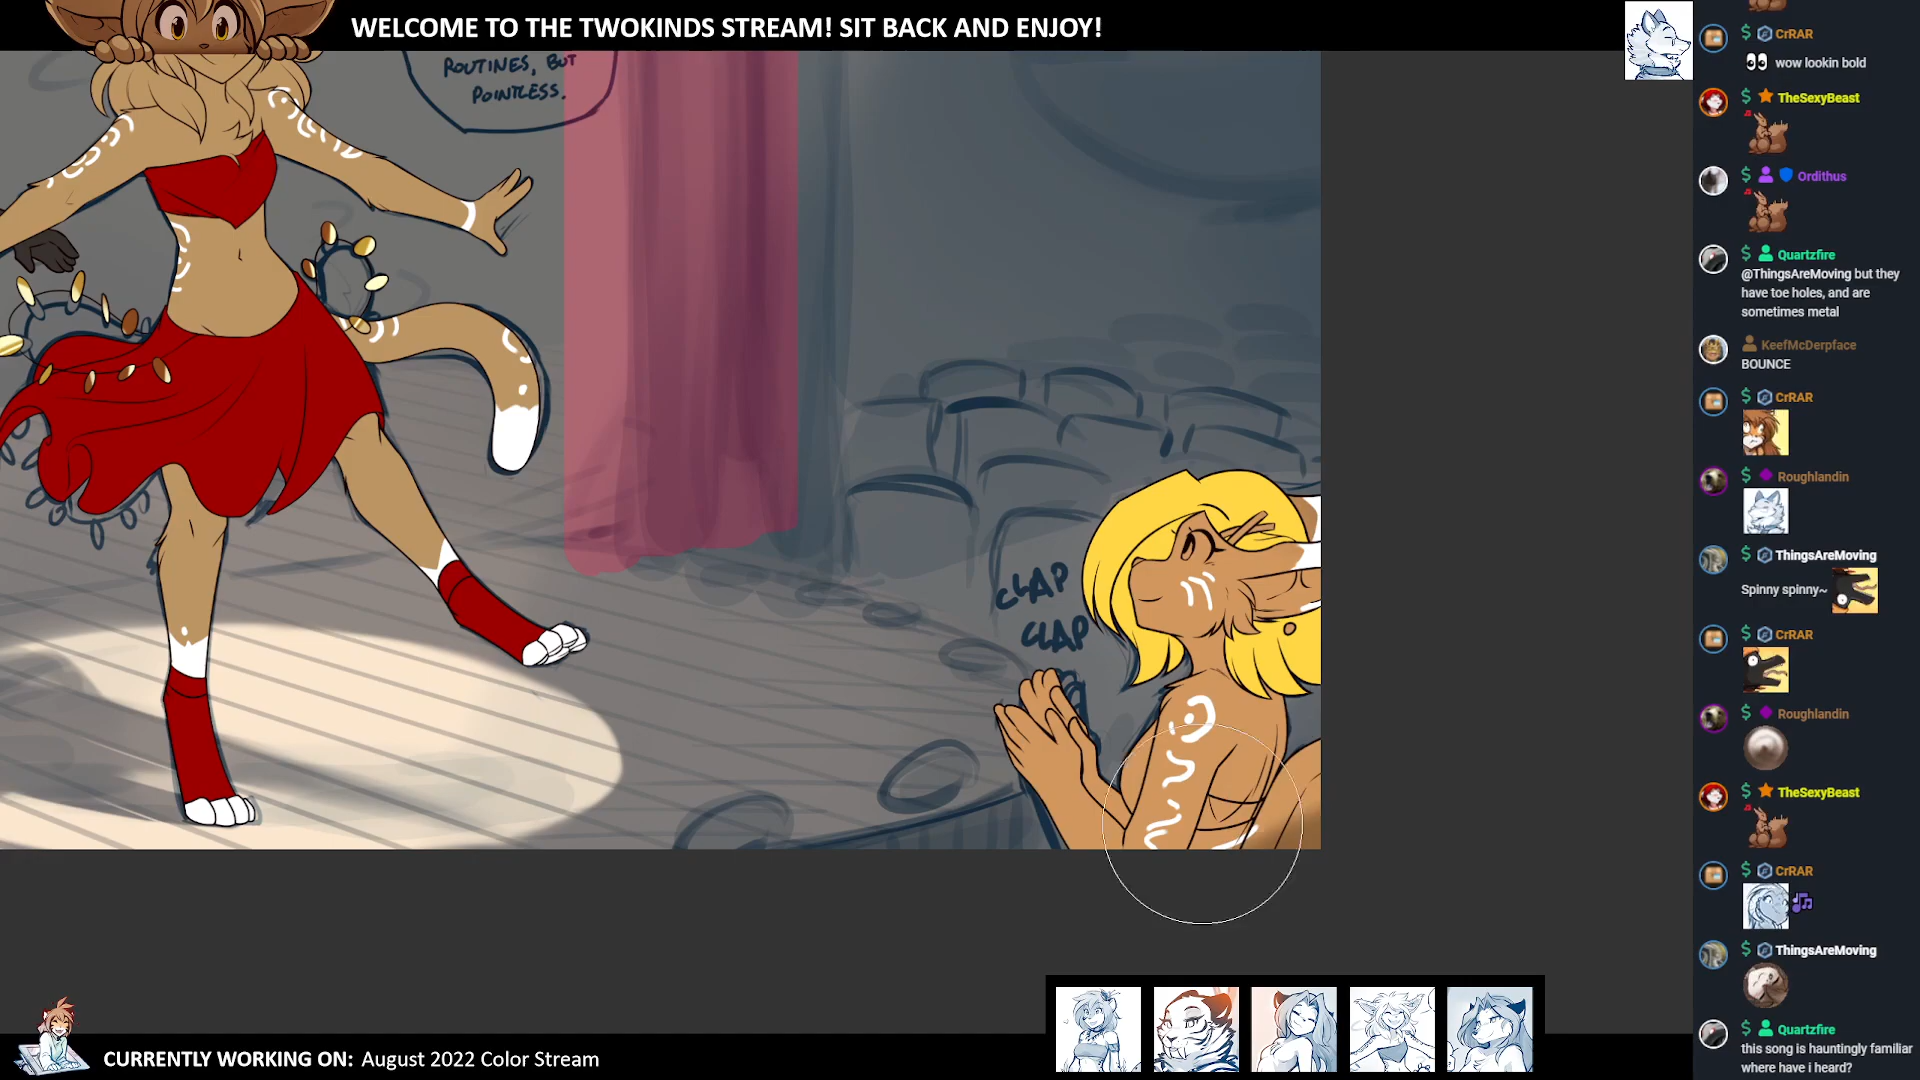 WELCOME TO THE TWOKINDS STREAM! SIT BACK AND ENJOY!
ROUTINES, BUT
POINTLESS.
CLAP
CLAP
CrRAR
wow lookin bold
TheSexyBeast
Ordithus
Quartzfire
@ThingsAreMoving but they
have toe holes, and are
sometimes metal
KeefMcDerpface
BOUNCE
CrRAR
Roughlandin
ThingsAreMoving
Spinny spinny~
CrRAR
Roughlandin
TheSexyBeast
CrRAR
ThingsAreMoving
Quartzfire
this song is hauntingly familiar
where have i heard?
CURRENTLY WORKING ON: August 2022 Color Stream